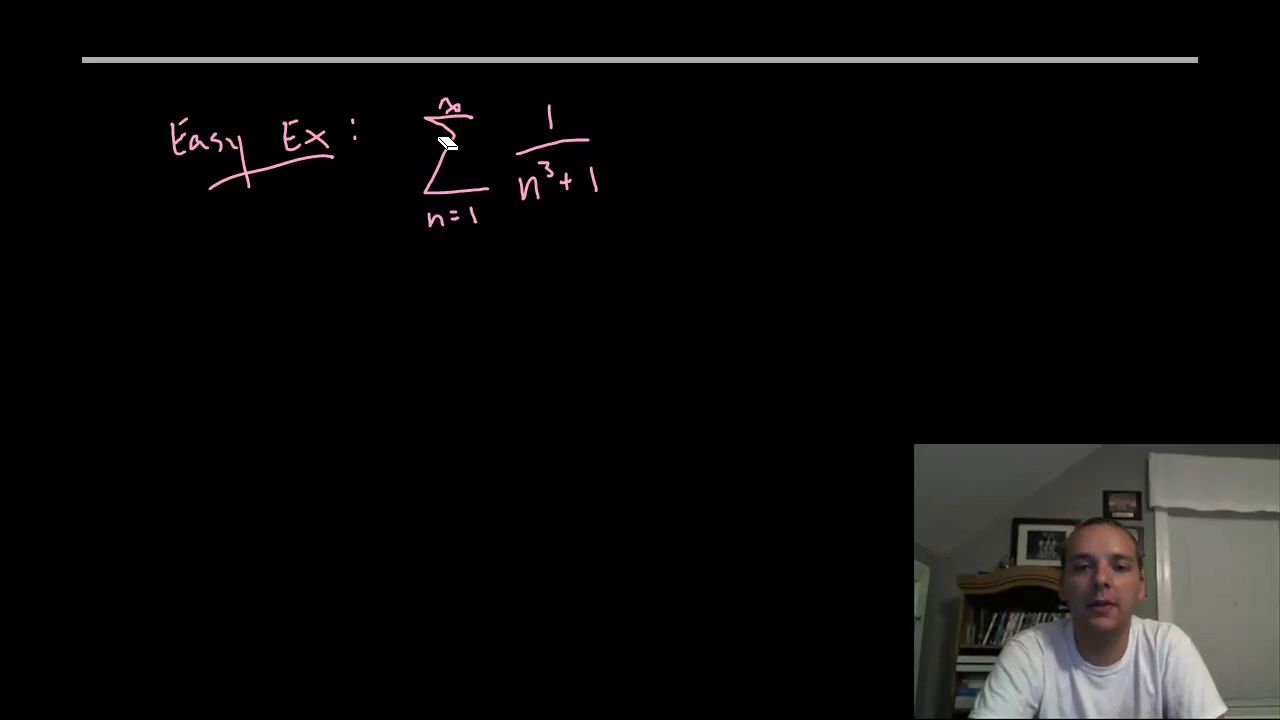 Easy Ex: ∑_{n=1}^{∞} 1/(n³+1)